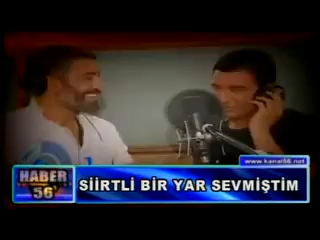 www.kanal56.net
HABER
56
SİİRTLİ BİR YAR SEVMİŞTİM